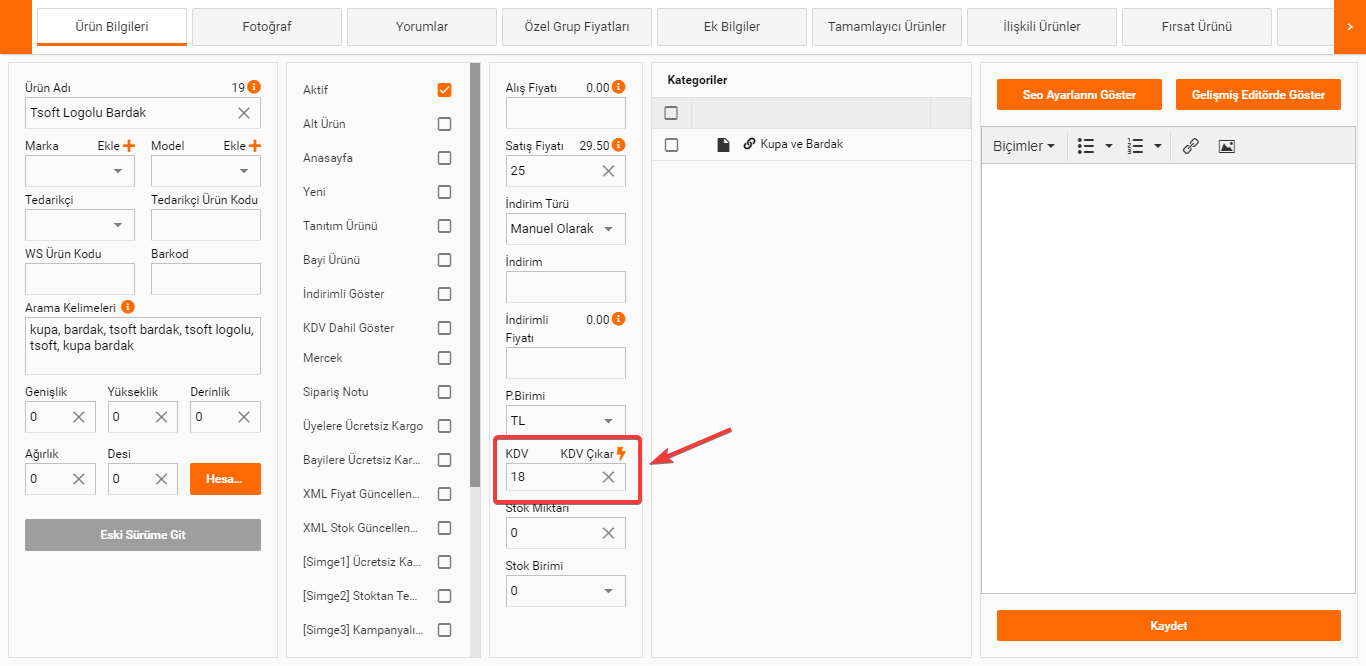 Ürün Bilgileri
Fotoğraf
Yorumlar
Özel Grup Fiyatları
Ek Bilgiler
Tamamlayıcı Ürünler
İlişkili Ürünler
Fırsat Ürünü
Ürün Adı 19
Tsoft Logolu Bardak
Marka Ekle
Model Ekle
Tedarikçi
Tedarikçi Ürün Kodu
WS Ürün Kodu
Barkod
Arama Kelimeleri
kupa, bardak, tsoft bardak, tsoft logolu,
tsoft, kupa bardak
Genişlik
Yükseklik
Derinlik
0
0
0
Ağırlık
Desi
0
0
Hesa...
Eski Sürüme Git
Aktif
Alt Ürün
Anasayfa
Yeni
Tanıtım Ürünü
Bayi Ürünü
İndirimli Göster
KDV Dahil Göster
Mercek
Sipariş Notu
Üyelere Ücretsiz Kargo
Bayilere Ücretsiz Kar...
XML Fiyat Güncellen...
XML Stok Güncellen...
[Simge1] Ücretsiz Ka...
[Simge2] Stoktan Te...
[Simge3] Kampanyalı...
Alış Fiyatı 0.00
Satış Fiyatı 29.50
25
İndirim Türü
Manuel Olarak
İndirim
İndirimli 0.00
Fiyatı
P.Birimi
TL
KDV KDV Çıkar
18
Stok Miktarı
0
Stok Birimi
0
Kategoriler
Kupa ve Bardak
Seo Ayarlarını Göster
Gelişmiş Editörde Göster
Biçimler
Kaydet